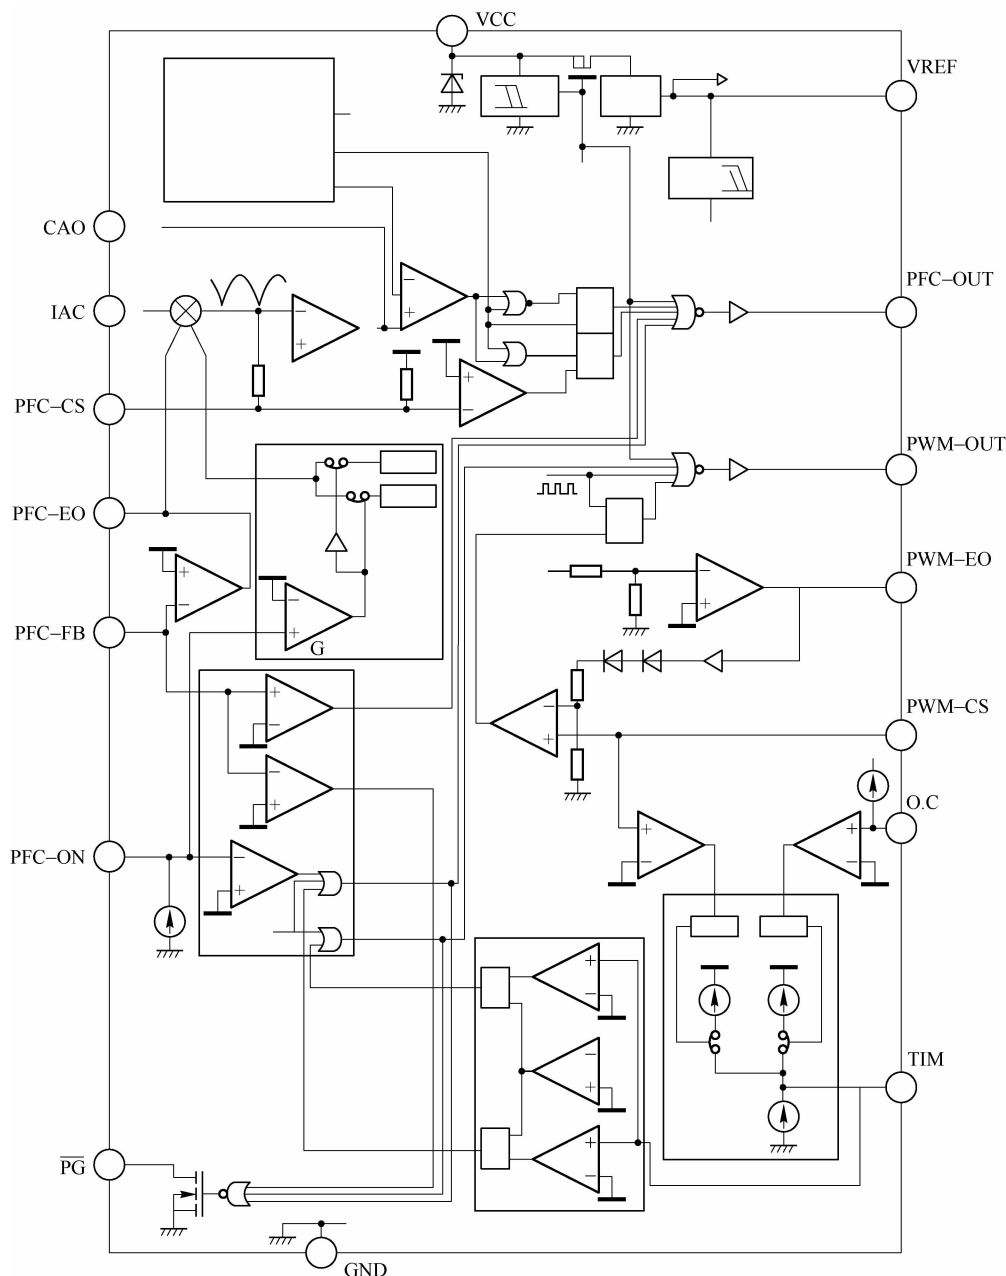 VCC
VREF
CAO
IAC
PFC–OUT
PFC–CS
PWM–OUT
PFC–EO
PWM–EO
PFC–FB
G
PWM–CS
O.C
PFC–ON
TIM
PG
GND